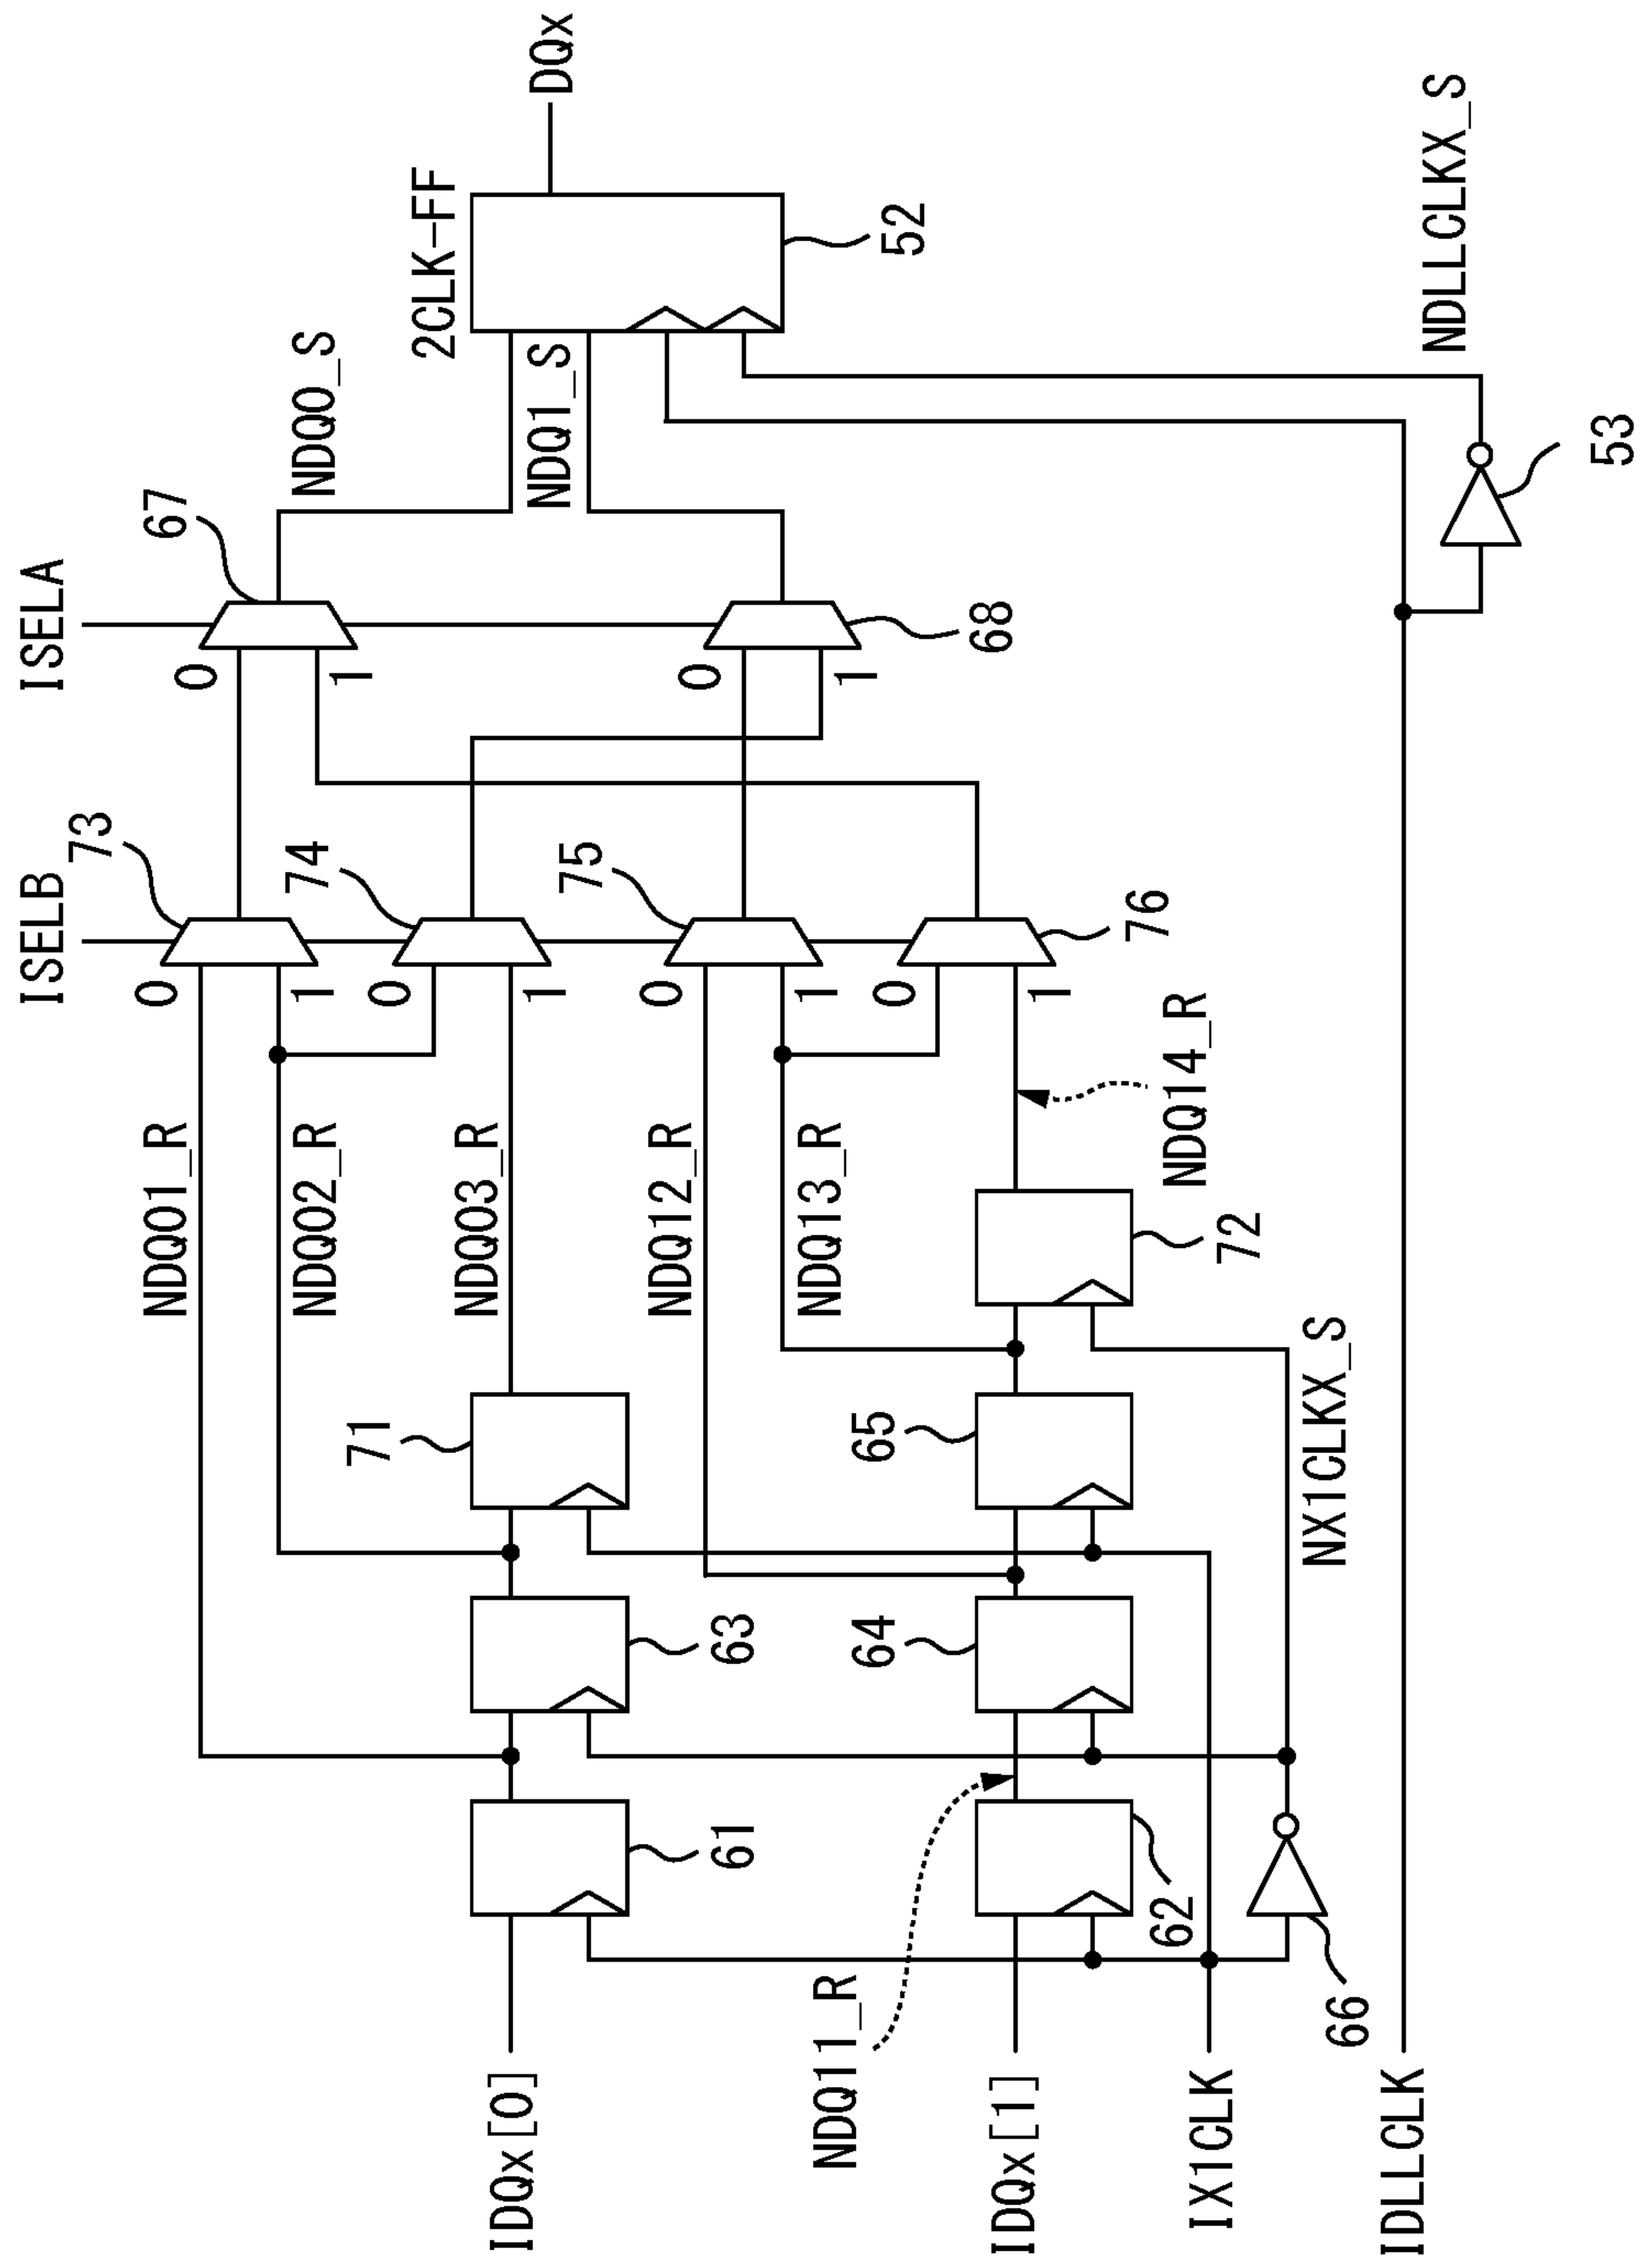 ISELB
ISELA
73
67
NDQ0_S
2CLK-FF
DQx
0
1
74
0
1
NDQ1_S
52
NDQ01_R
NDQ02_R
NDQ03_R
0
1
75
0
1
0
1
68
76
0
1
NDQ12_R
NDQ13_R
NDQ14_R
IDQx[0]
61
63
71
IDQx[1]
NDQ11_R
62
64
65
72
IX1CLK
66
NX1CLKX_S
IDLLCLK
53
NDLLCLKX_S